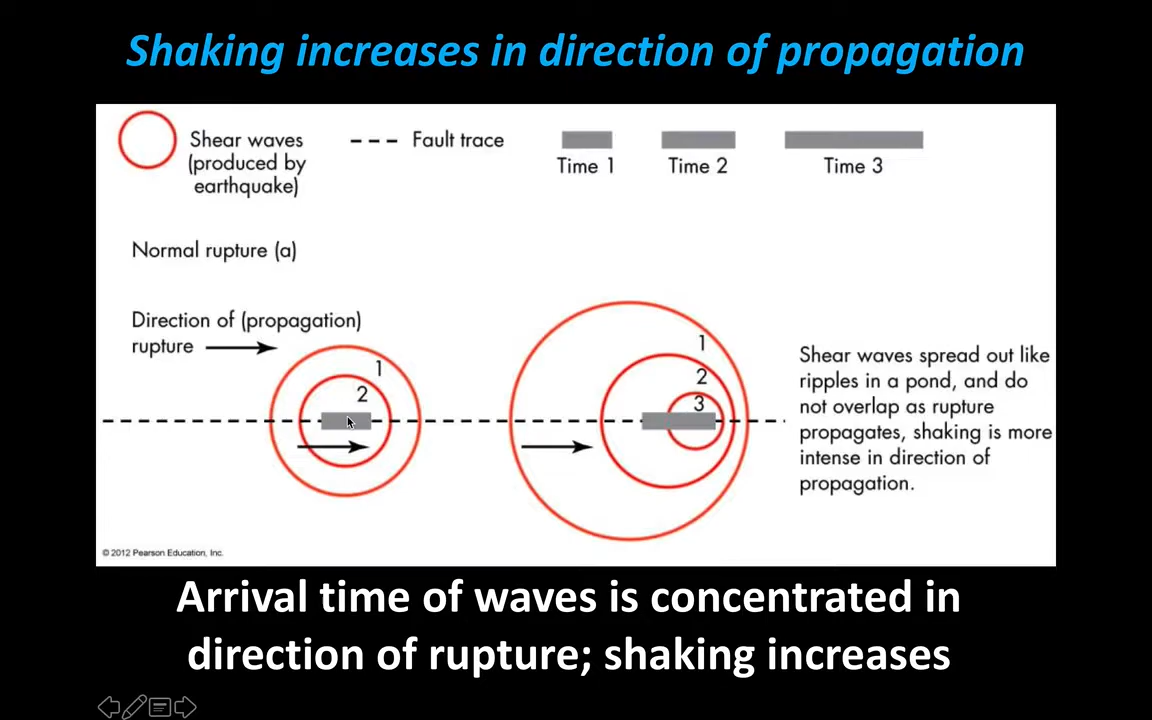 Shaking increases in direction of propagation
Shear waves
(produced by
earthquake)
Fault trace
Time 1
Time 2
Time 3
Normal rupture (a)
Direction of (propagation)
rupture
1
2
1
2
3
Shear waves spread out like
ripples in a pond, and do
not overlap as rupture
propagates, shaking is more
intense in direction of
propagation.
© 2012 Pearson Education, Inc.
Arrival time of waves is concentrated in
direction of rupture; shaking increases